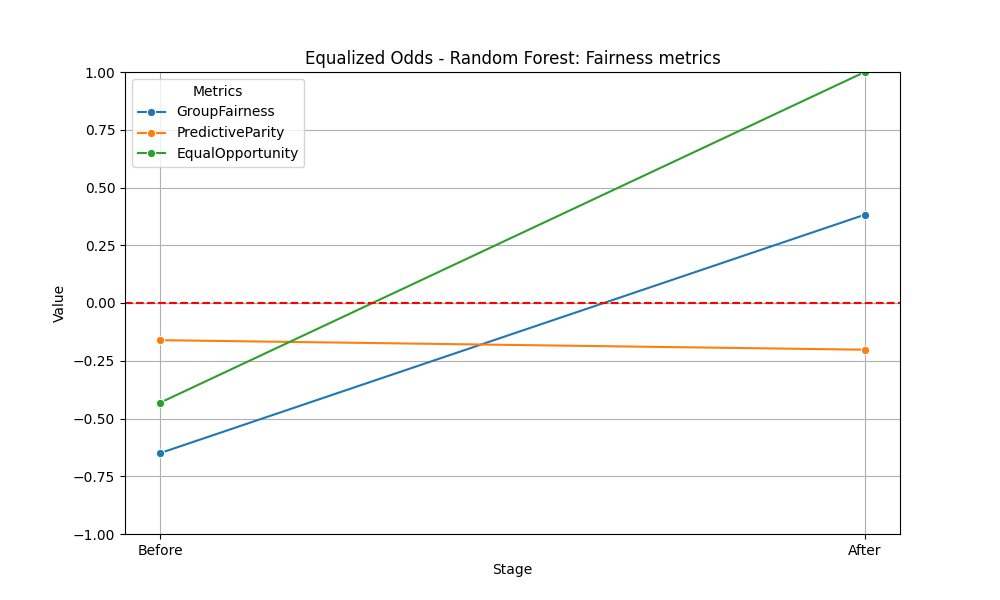 Equalized Odds - Random Forest: Fairness metrics
Metrics
GroupFairness
PredictiveParity
EqualOpportunity
1.00
0.75
0.50
0.25
0.00
−0.25
−0.50
−0.75
−1.00
Value
Before
After
Stage